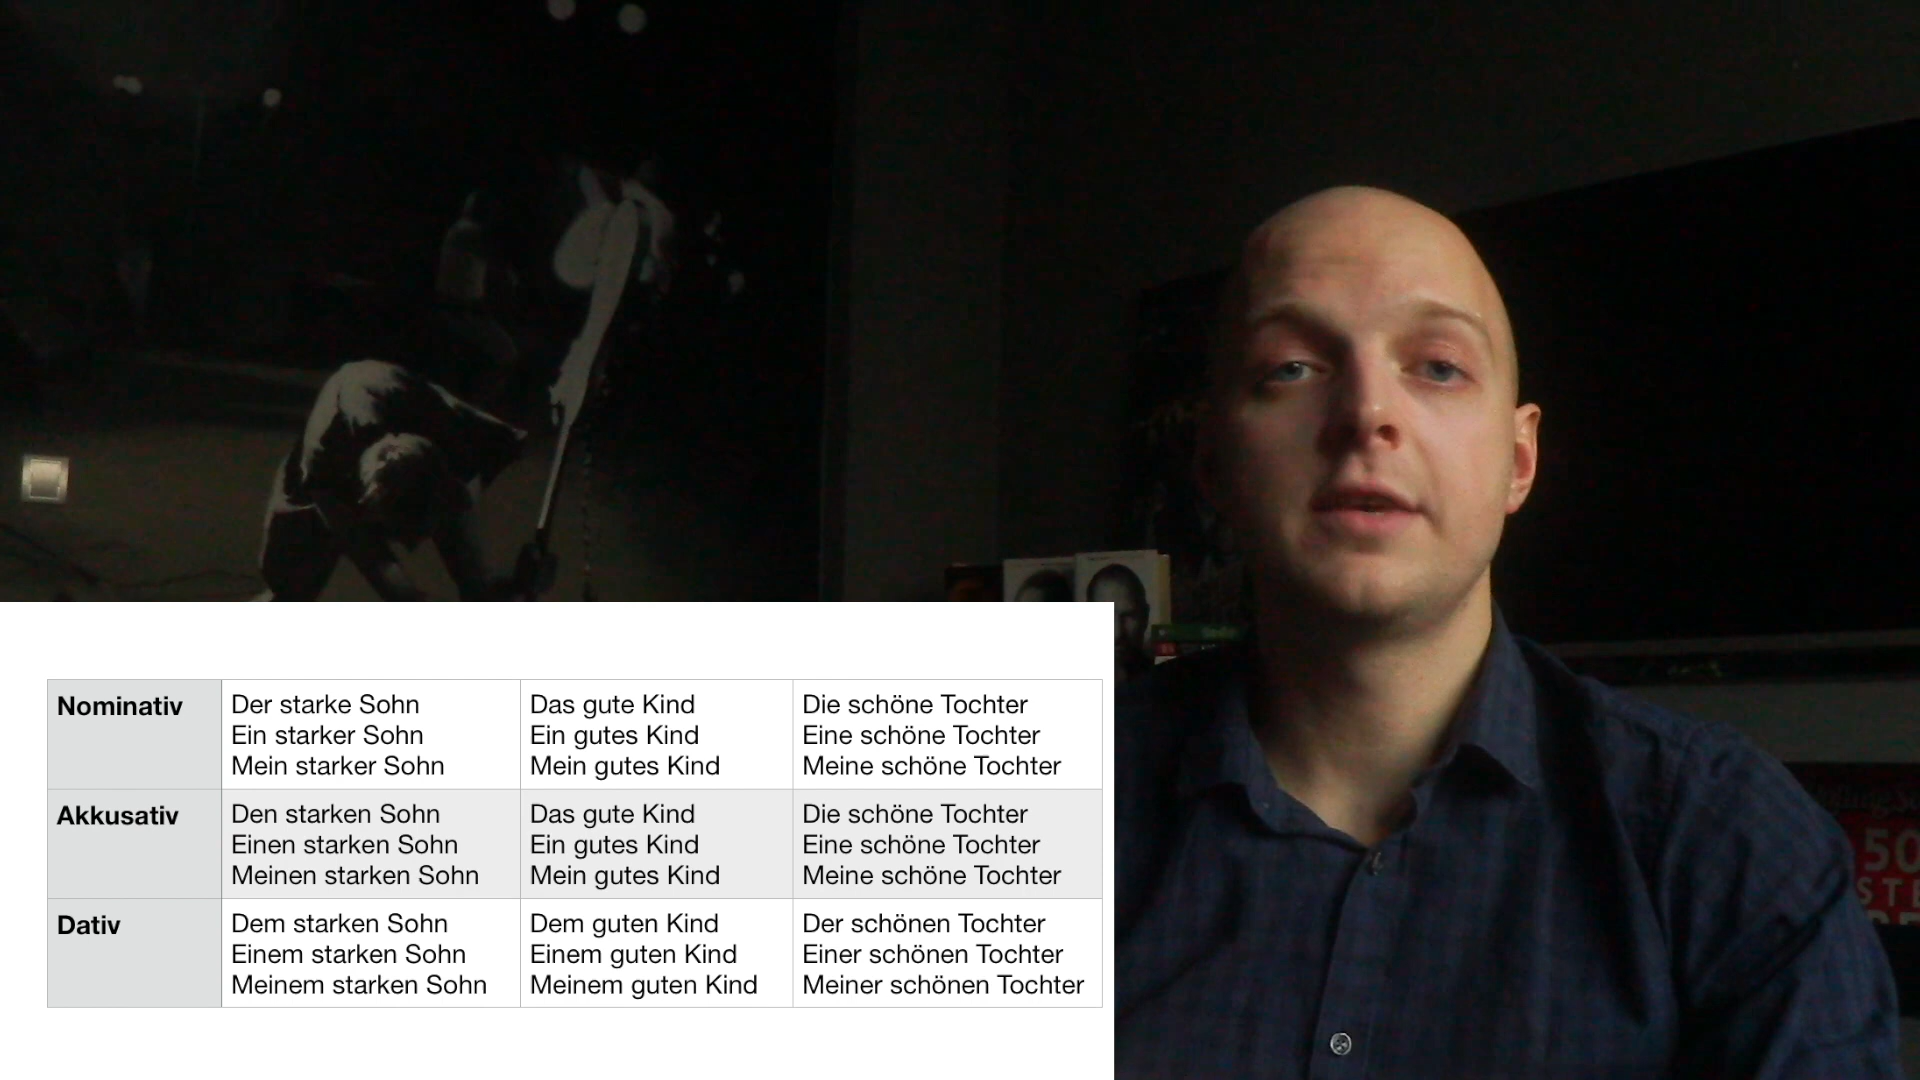 Nominativ
Der starke Sohn
Ein starker Sohn
Mein starker Sohn
Das gute Kind
Ein gutes Kind
Mein gutes Kind
Die schöne Tochter
Eine schöne Tochter
Meine schöne Tochter
Akkusativ
Den starken Sohn
Einen starken Sohn
Meinen starken Sohn
Das gute Kind
Ein gutes Kind
Mein gutes Kind
Die schöne Tochter
Eine schöne Tochter
Meine schöne Tochter
Dativ
Dem starken Sohn
Einem starken Sohn
Meinem starken Sohn
Dem guten Kind
Einem guten Kind
Meinem guten Kind
Der schönen Tochter
Einer schönen Tochter
Meiner schönen Tochter
50